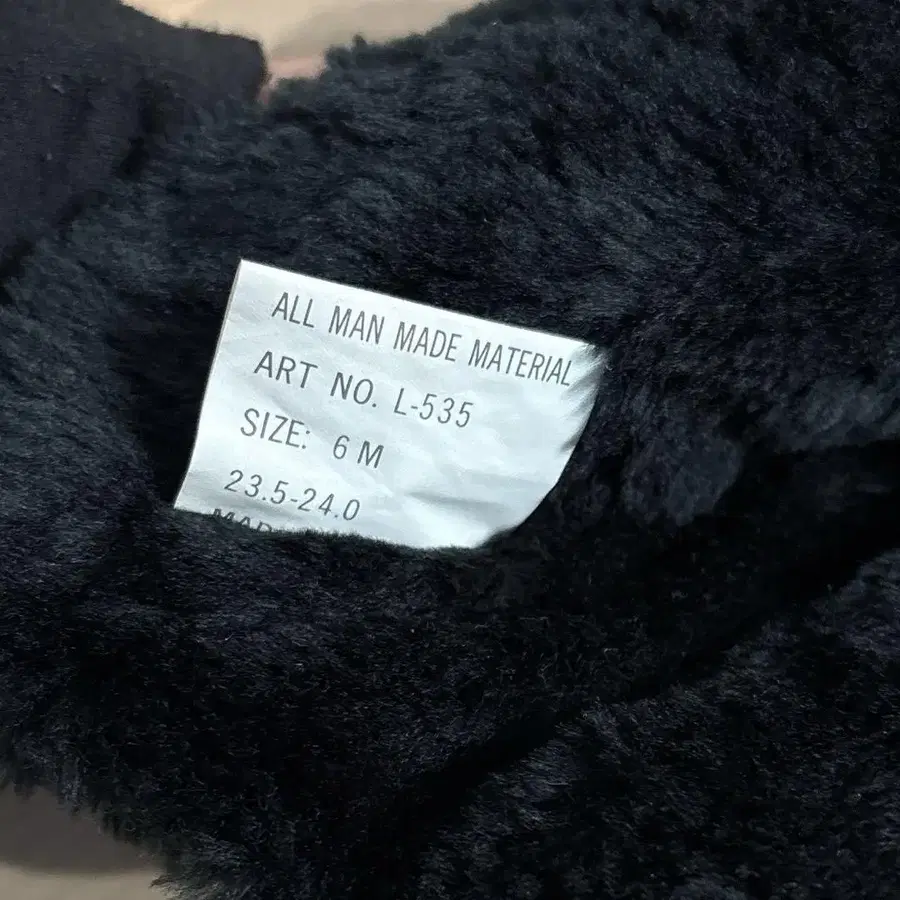 ALL MAN MADE MATERIAL
ART NO. L-535
SIZE: 6 M
23.5-24.0